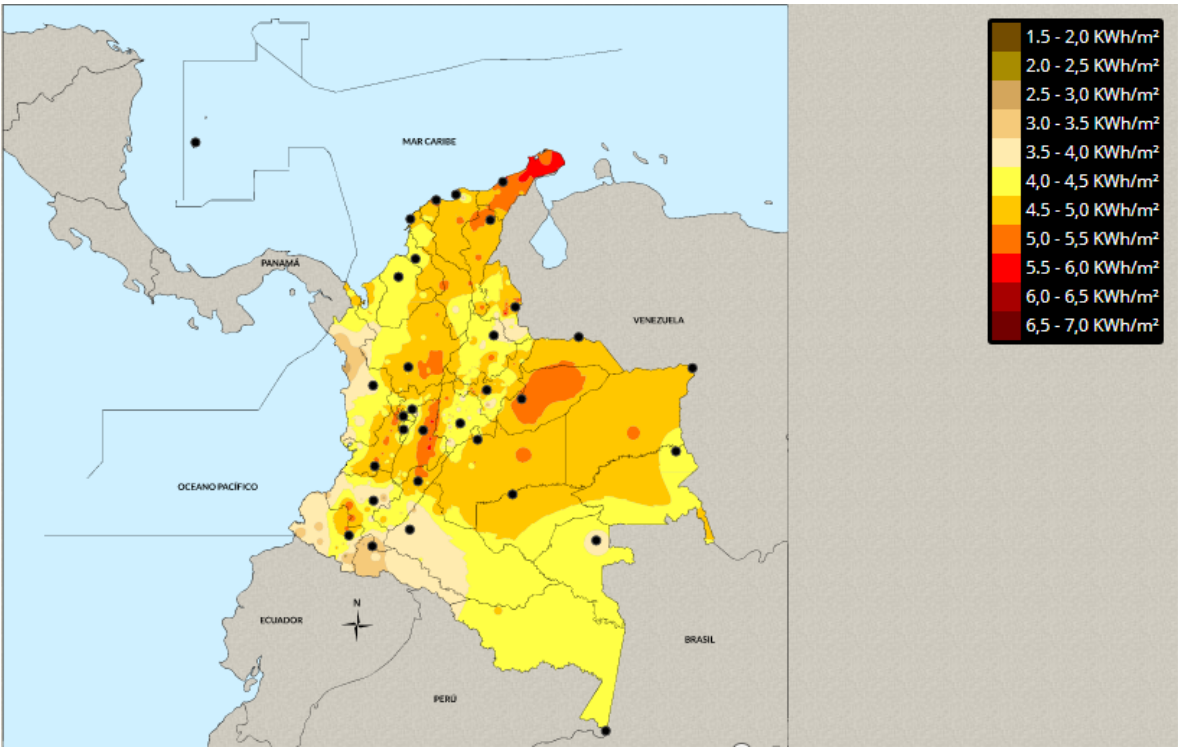 1.5 - 2,0 KWh/m²
2.0 - 2,5 KWh/m²
2.5 - 3,0 KWh/m²
3.0 - 3.5 KWh/m²
3.5 - 4,0 KWh/m²
4,0 - 4,5 KWh/m²
4.5 - 5,0 KWh/m²
5,0 - 5,5 KWh/m²
5.5 - 6,0 KWh/m²
6,0 - 6,5 KWh/m²
6,5 - 7,0 KWh/m²
MAR CARIBE
PANAMÁ
VENEZUELA
OCEANO PACÍFICO
N
ECUADOR
BRASIL
PERÚ